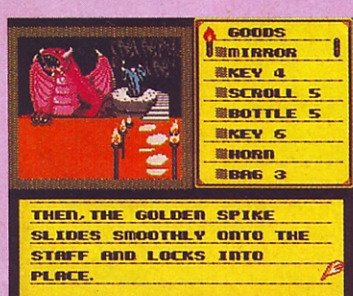 GOODS
MIRROR
KEY 4
SCROLL 5
BOTTLE 5
KEY 6
HORN
BAG 3
THEN, THE GOLDEN SPIKE
SLIDES SMOOTHLY ONTO THE
STAFF AND LOCKS INTO
PLACE.